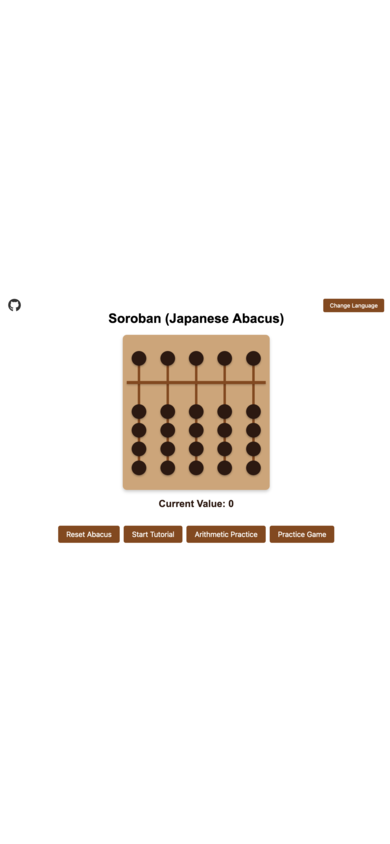 Change Language
Soroban (Japanese Abacus)
Current Value: 0
Reset Abacus
Start Tutorial
Arithmetic Practice
Practice Game